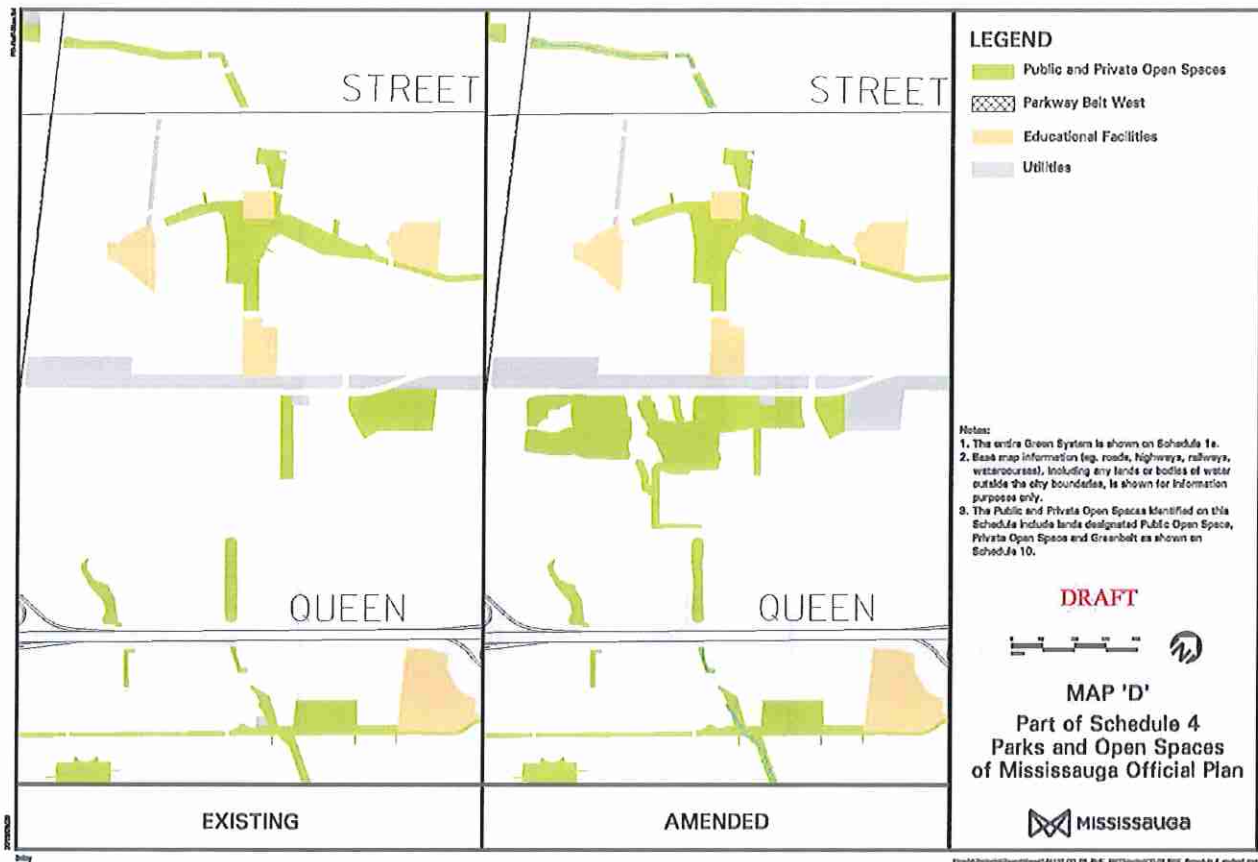 STREET
QUEEN
EXISTING
STREET
QUEEN
AMENDED
LEGEND
Public and Private Open Spaces
Parkway Belt West
Educational Facilities
Utilities
Notes:
1. The entire Green System is shown on Schedule 1a.
2. Base map information (eg. roads, highways, railways,
watercourses), including any lands or bodies of water
outside the city boundaries, is shown for information
purposes only.
3. The Public and Private Open Spaces identified on this
Schedule include lands designated Public Open Space,
Private Open Space and Greenbelt as shown on
Schedule 10.
DRAFT
MAP 'D'
Part of Schedule 4
Parks and Open Spaces
of Mississauga Official Plan
MISSISSAUGA